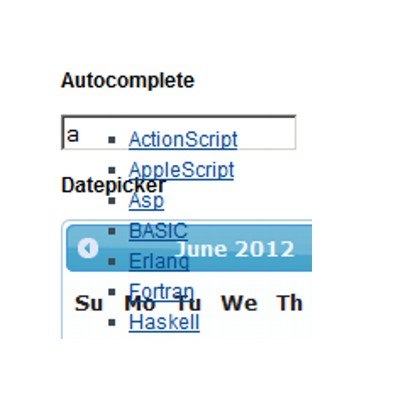 Autocomplete
a
ActionScript
AppleScript
Datepicker
Asp
BASIC
June 2012
Erlang
Fortran
Su Mo Tu We Th
Haskell